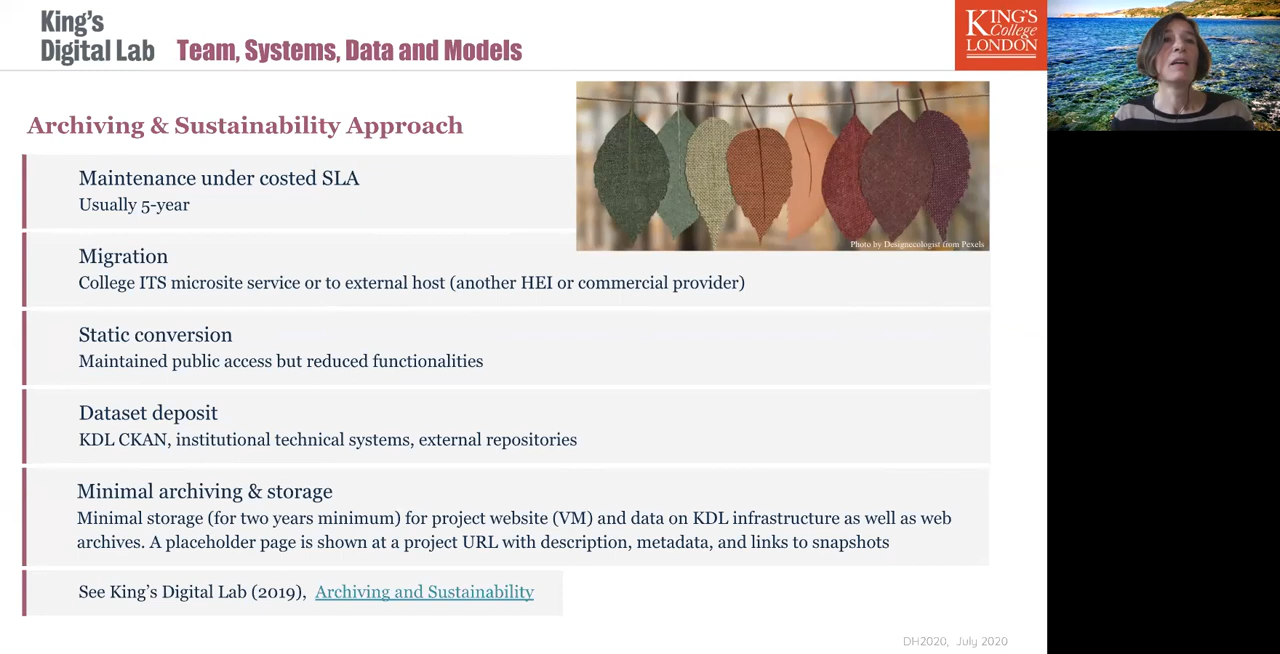 King's
Digital Lab
Team, Systems, Data and Models
KING'S
College
LONDON
Archiving & Sustainability Approach
Photo by Designecologist from Pexels
Maintenance under costed SLA
Usually 5-year
Migration
College ITS microsite service or to external host (another HEI or commercial provider)
Static conversion
Maintained public access but reduced functionalities
Dataset deposit
KDL CKAN, institutional technical systems, external repositories
Minimal archiving & storage
Minimal storage (for two years minimum) for project website (VM) and data on KDL infrastructure as well as web
archives. A placeholder page is shown at a project URL with description, metadata, and links to snapshots
See King's Digital Lab (2019), Archiving and Sustainability
DH2020, July 2020